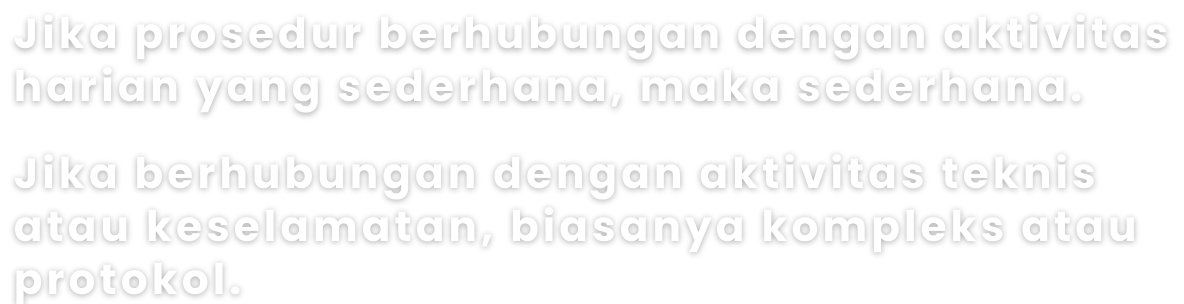 Jika prosedur berhubungan dengan aktivitas
harian yang sederhana, maka sederhana.
Jika berhubungan dengan aktivitas teknis
atau keselamatan, biasanya kompleks atau
protokol.